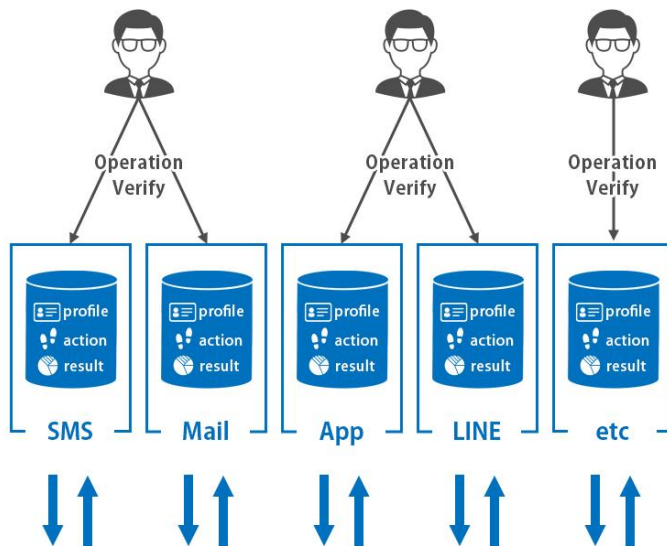 Operation
Verify
Operation
Verify
Operation
Verify
profile
action
result
SMS
profile
action
result
Mail
profile
action
result
App
profile
action
result
LINE
profile
action
result
etc